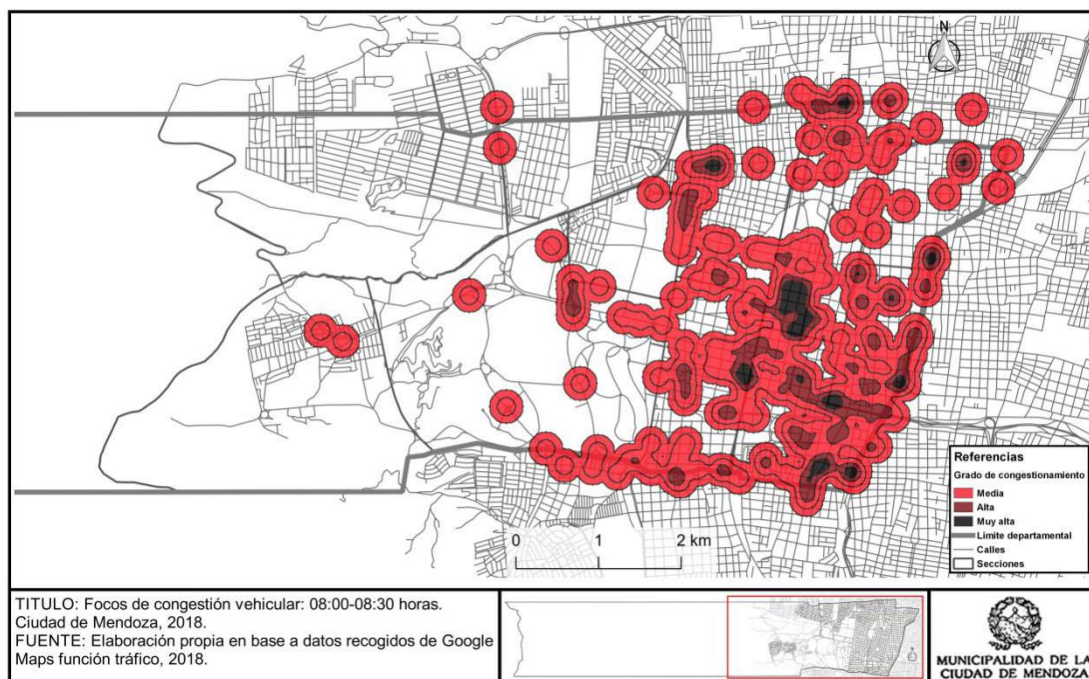 N
Referencias
Grado de congestionamiento
Media
Alta
Muy alta
Límite departamental
Calles
Secciones
0 1 2 km
TITULO: Focos de congestión vehicular: 08:00-08:30 horas.
Ciudad de Mendoza, 2018.
FUENTE: Elaboración propia en base a datos recogidos de Google
Maps función tráfico, 2018.
MUNICIPALIDAD DE LA
CIUDAD DE MENDOZA